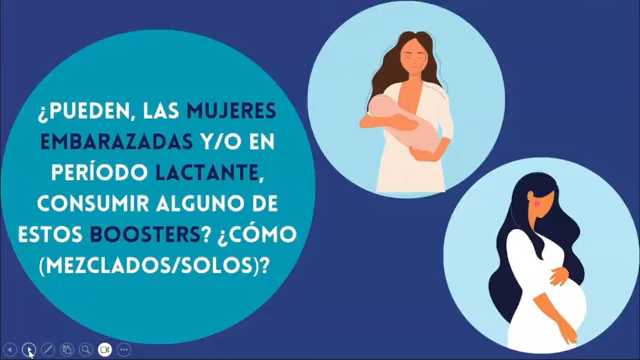 ¿PUEDEN, LAS MUJERES
EMBARAZADAS Y/O EN
PERÍODO LACTANTE,
CONSUMIR ALGUNO DE
ESTOS BOOSTERS? ¿CÓMO
(MEZCLADOS/SOLOS)?